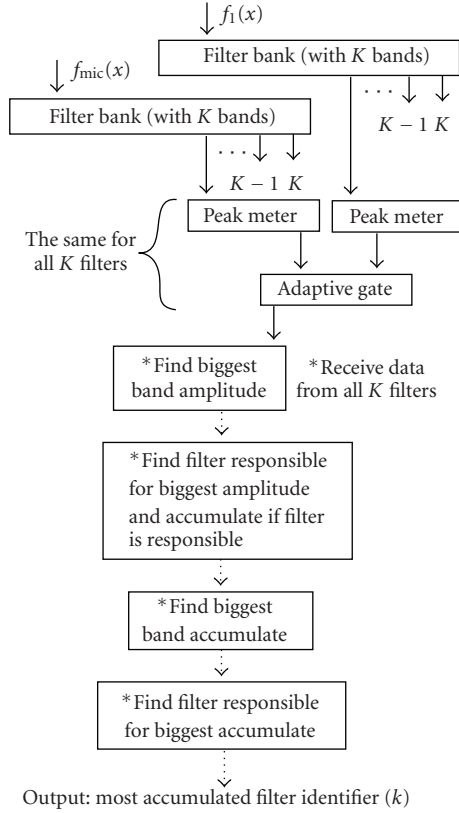 f₁(x)
Filter bank (with K bands)
f_mic(x)
· · ·
K − 1 K
Filter bank (with K bands)
· · ·
K − 1 K
Peak meter
Peak meter
The same for
all K filters
Adaptive gate
*Find biggest
band amplitude
*Receive data
from all K filters
*Find filter responsible
for biggest amplitude
and accumulate if filter
is responsible
*Find biggest
band accumulate
*Find filter responsible
for biggest accumulate
Output: most accumulated filter identifier (k)